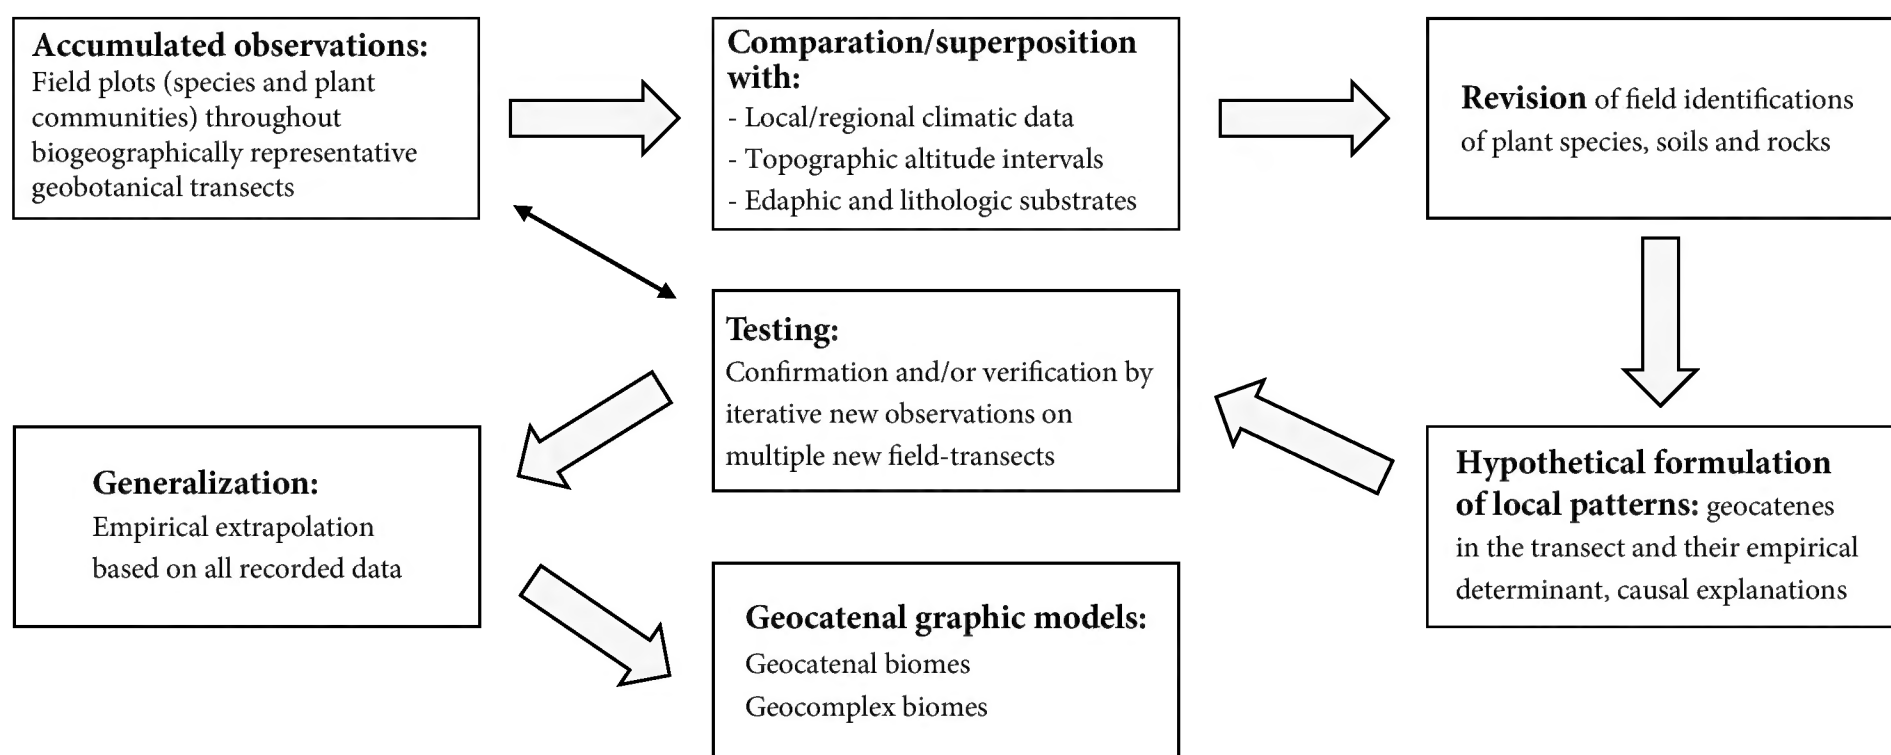 Accumulated observations:
Field plots (species and plant
communities) throughout
biogeographically representative
geobotanical transects
Comparation/superposition
with:
- Local/regional climatic data
- Topographic altitude intervals
- Edaphic and lithologic substrates
Revision of field identifications
of plant species, soils and rocks
Hypothetical formulation
of local patterns: geocatenes
in the transect and their empirical
determinant, causal explanations
Testing:
Confirmation and/or verification by
iterative new observations on
multiple new field-transects
Generalization:
Empirical extrapolation
based on all recorded data
Geocatenal graphic models:
Geocatenal biomes
Geocomplex biomes